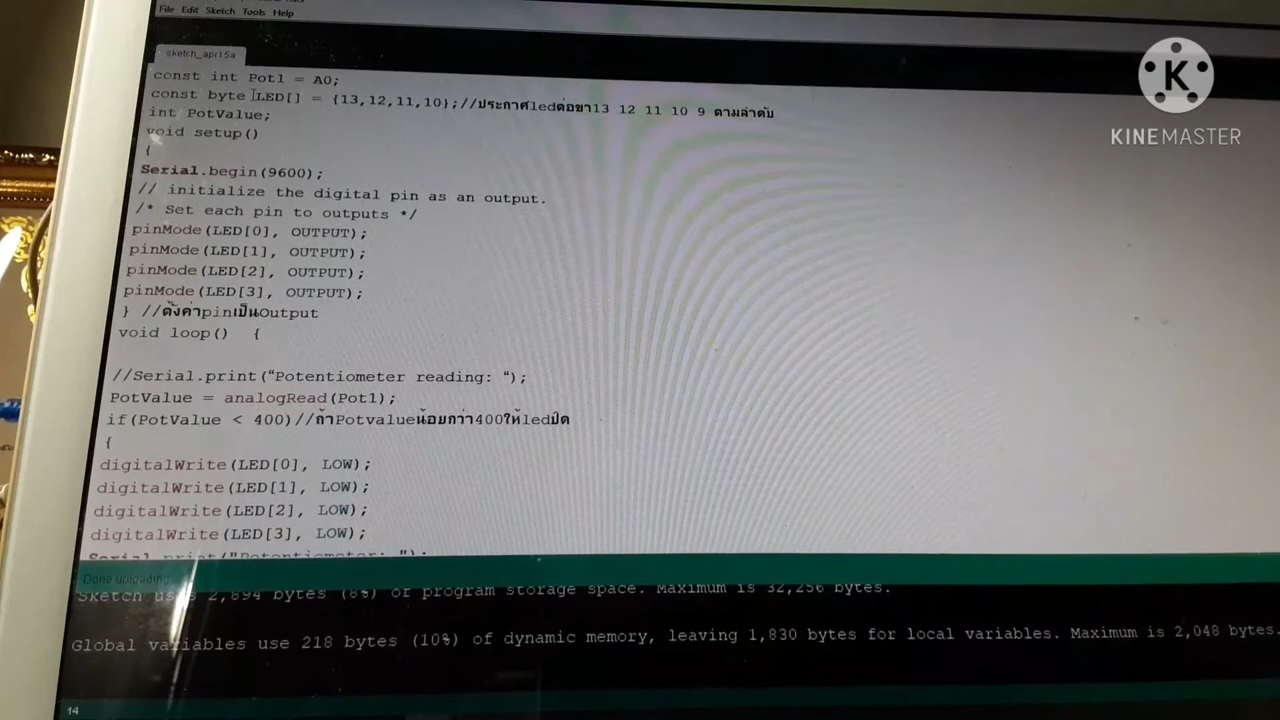 File Edit Sketch Tools Help
sketch_apr15a
const int Pot1 = A0;
const byte LED[] = {13,12,11,10};//ประกาศledต่อขา13 12 11 10 9 ตามลำดับ
int PotValue;
void setup()
{
Serial.begin(9600);
// initialize the digital pin as an output.
/* Set each pin to outputs */
pinMode(LED[0], OUTPUT);
pinMode(LED[1], OUTPUT);
pinMode(LED[2], OUTPUT);
pinMode(LED[3], OUTPUT);
} //ตั้งค่าpinเป็นOutput
void loop() {
//Serial.print("Potentiometer reading: ");
PotValue = analogRead(Pot1);
if(PotValue < 400)//ถ้าPotvalueน้อยกว่า400ให้ledปิด
{
digitalWrite(LED[0], LOW);
digitalWrite(LED[1], LOW);
digitalWrite(LED[2], LOW);
digitalWrite(LED[3], LOW);
Serial.print("Potentiometer: ");
Done uploading.
Sketch uses 2,894 bytes (8%) of program storage space. Maximum is 32,256 bytes.
Global variables use 218 bytes (10%) of dynamic memory, leaving 1,830 bytes for local variables. Maximum is 2,048 bytes.
14
K
KINEMASTER